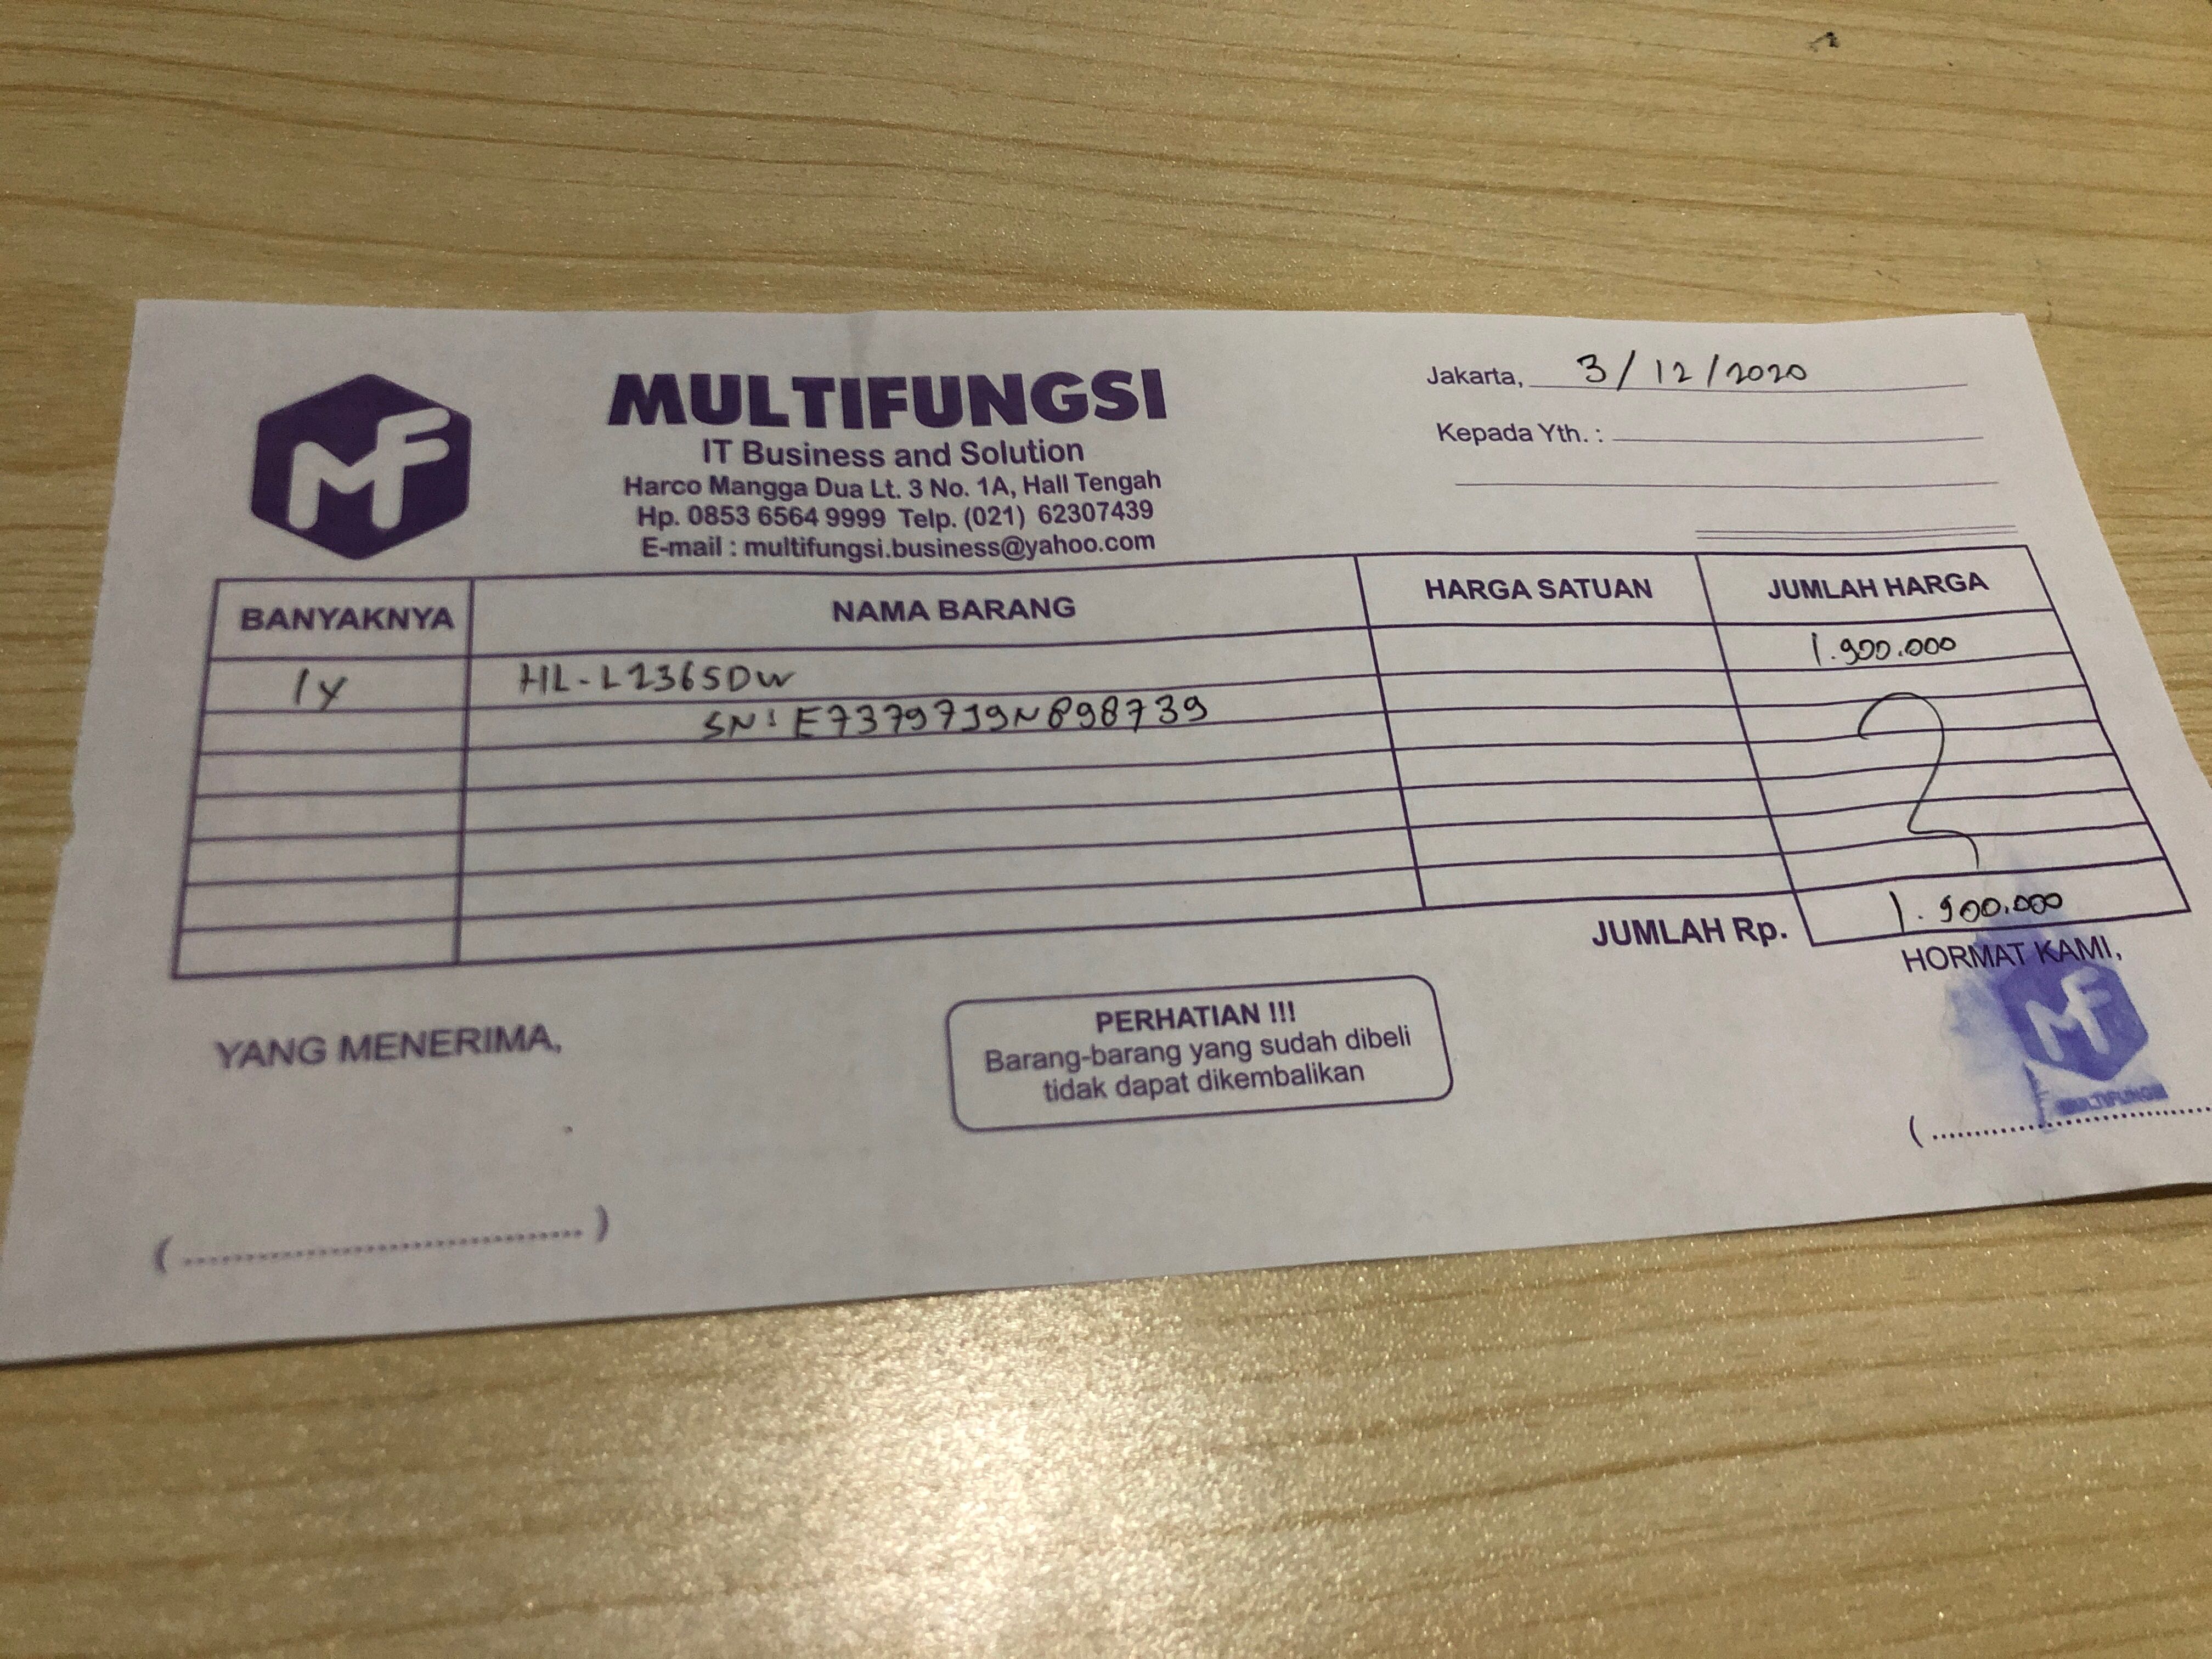 MF
MULTIFUNGSI
IT Business and Solution
Harco Mangga Dua Lt. 3 No. 1A, Hall Tengah
Hp. 0853 6564 9999 Telp. (021) 62307439
E-mail : multifungsi.business@yahoo.com
Jakarta, 3/12/2020
Kepada Yth. :
BANYAKNYA NAMA BARANG HARGA SATUAN JUMLAH HARGA
1x HL-L2365DW 1.900.000
SN: E73797J9N898739
JUMLAH Rp. 1.900.000
YANG MENERIMA,
PERHATIAN !!!
Barang-barang yang sudah dibeli
tidak dapat dikembalikan
HORMAT KAMI,
MF
MULTIFUNGSI